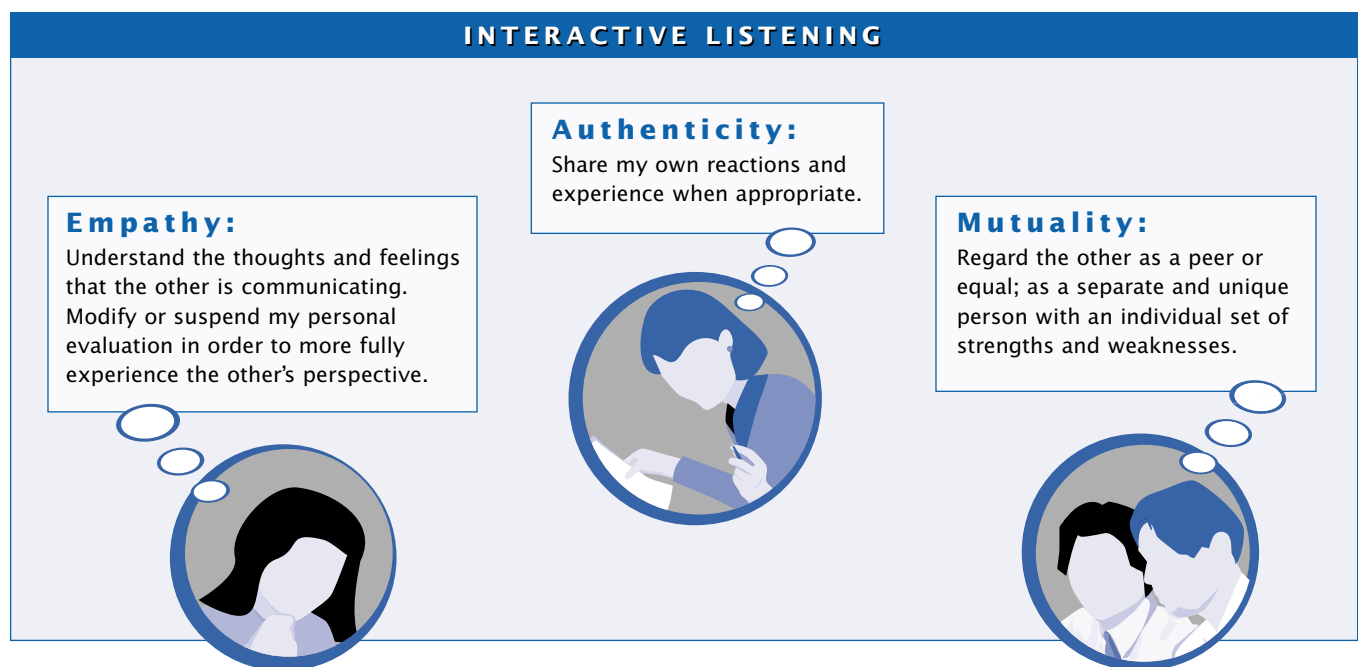 INTERACTIVE LISTENING
Empathy:
Understand the thoughts and feelings
that the other is communicating.
Modify or suspend my personal
evaluation in order to more fully
experience the other’s perspective.
Authenticity:
Share my own reactions and
experience when appropriate.
Mutuality:
Regard the other as a peer or
equal; as a separate and unique
person with an individual set of
strengths and weaknesses.